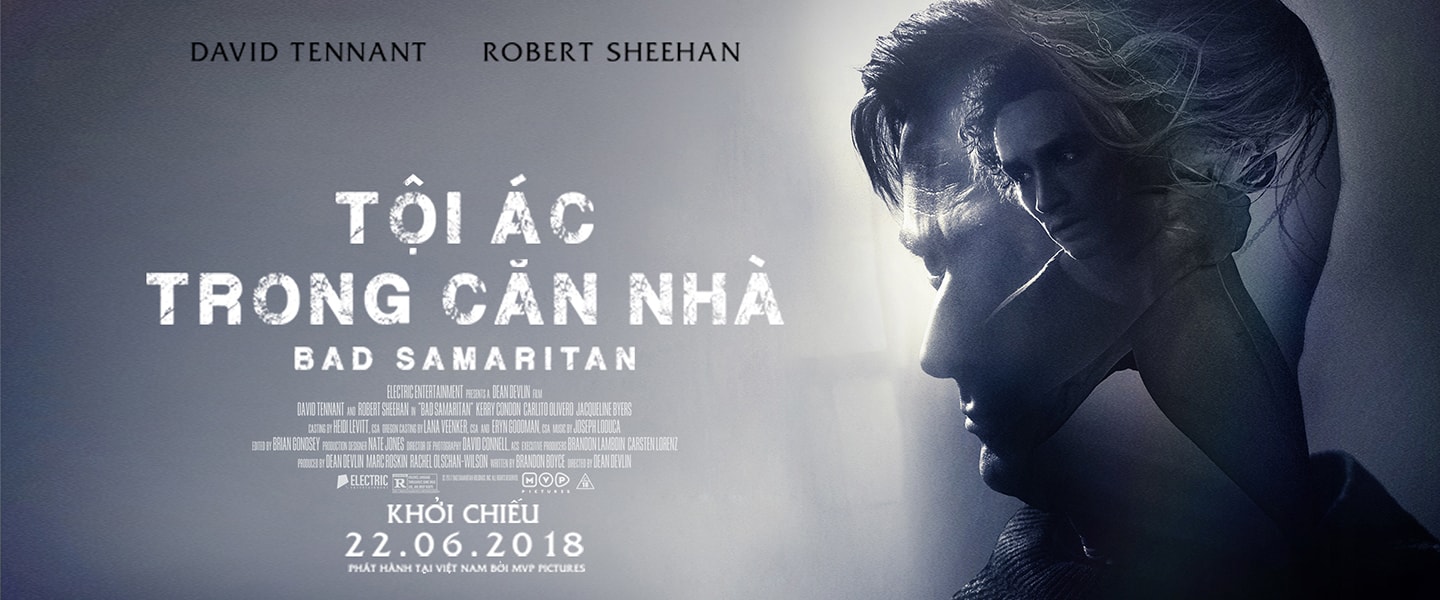 DAVID TENNANT ROBERT SHEEHAN
TỘI ÁC
TRONG CĂN NHÀ
BAD SAMARITAN
ELECTRIC ENTERTAINMENT PRESENTS A DEAN DEVLIN FILM
DAVID TENNANT AND ROBERT SHEEHAN IN "BAD SAMARITAN" KERRY CONDON CARLITO OLIVERO JACQUELINE BYERS
CASTING BY HEIDI LEVITT, CSA OREGON CASTING BY LANA VEENKER, CSA AND ERYN GOODMAN, CSA MUSIC BY JOSEPH LODUCA
EDITED BY BRIAN GONOSEY PRODUCTION DESIGNER NATE JONES DIRECTOR OF PHOTOGRAPHY DAVID CONNELL, ACS EXECUTIVE PRODUCERS BRANDON LAMBDIN CARSTEN LORENZ
PRODUCED BY DEAN DEVLIN MARC ROSKIN RACHEL OLSCHAN-WILSON WRITTEN BY BRANDON BOYCE DIRECTED BY DEAN DEVLIN
ELECTRIC R MVP PICTURES 18
KHỞI CHIẾU
22.06.2018
PHÁT HÀNH TẠI VIỆT NAM BỞI MVP PICTURES